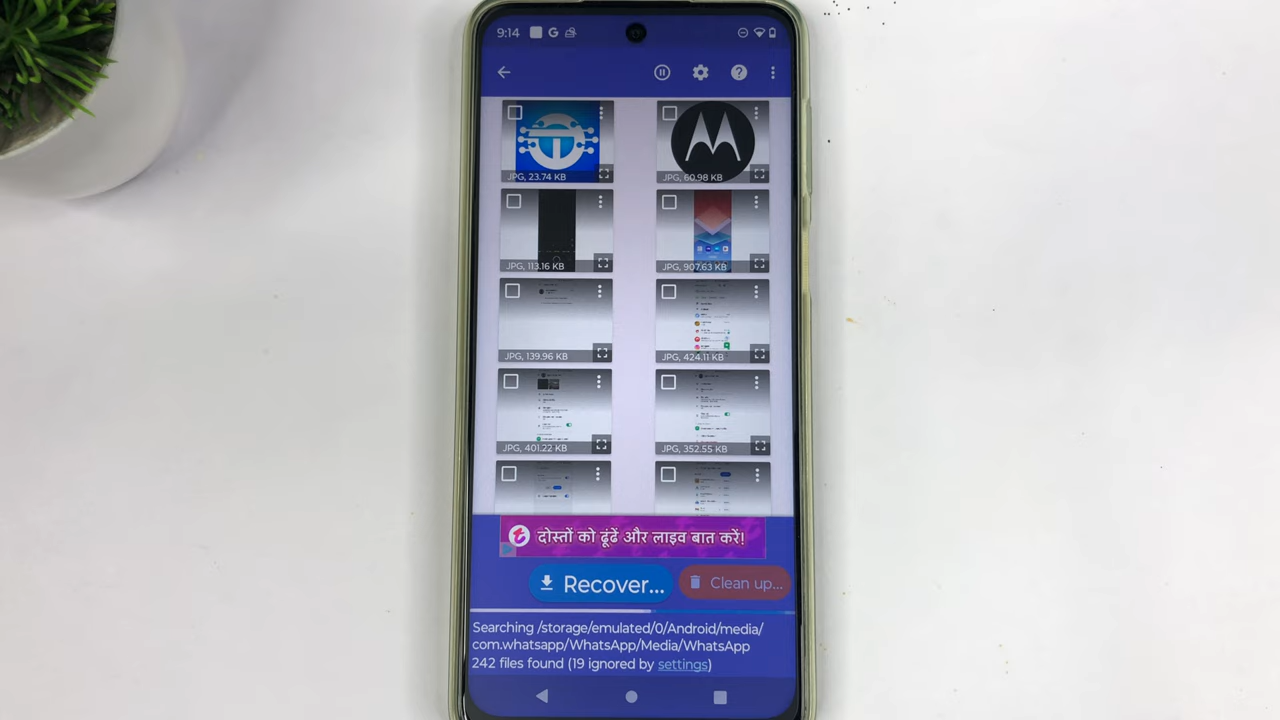 9:14
JPG, 23.74 KB
JPG, 60.98 KB
JPG, 113.16 KB
JPG, 907.63 KB
JPG, 139.96 KB
JPG, 424.11 KB
JPG, 401.22 KB
JPG, 352.55 KB
दोस्तों को ढूंढें और लाइव बात करें!
Recover...
Clean up...
Searching /storage/emulated/0/Android/media/
com.whatsapp/WhatsApp/Media/WhatsApp
242 files found (19 ignored by settings)